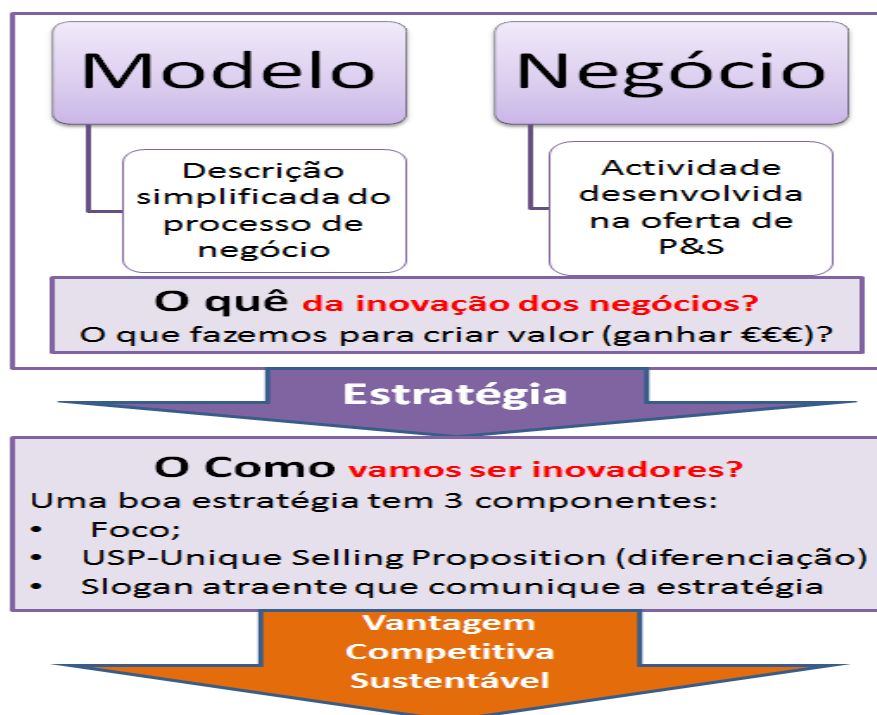 Modelo
Negócio
Descrição
simplificada do
processo de
negócio
Actividade
desenvolvida
na oferta de
P&S
O quê da inovação dos negócios?
O que fazemos para criar valor (ganhar €€€)?
Estratégia
O Como vamos ser inovadores?
Uma boa estratégia tem 3 componentes:
• Foco;
• USP-Unique Selling Proposition (diferenciação)
• Slogan atraente que comunique a estratégia
Vantagem
Competitiva
Sustentável